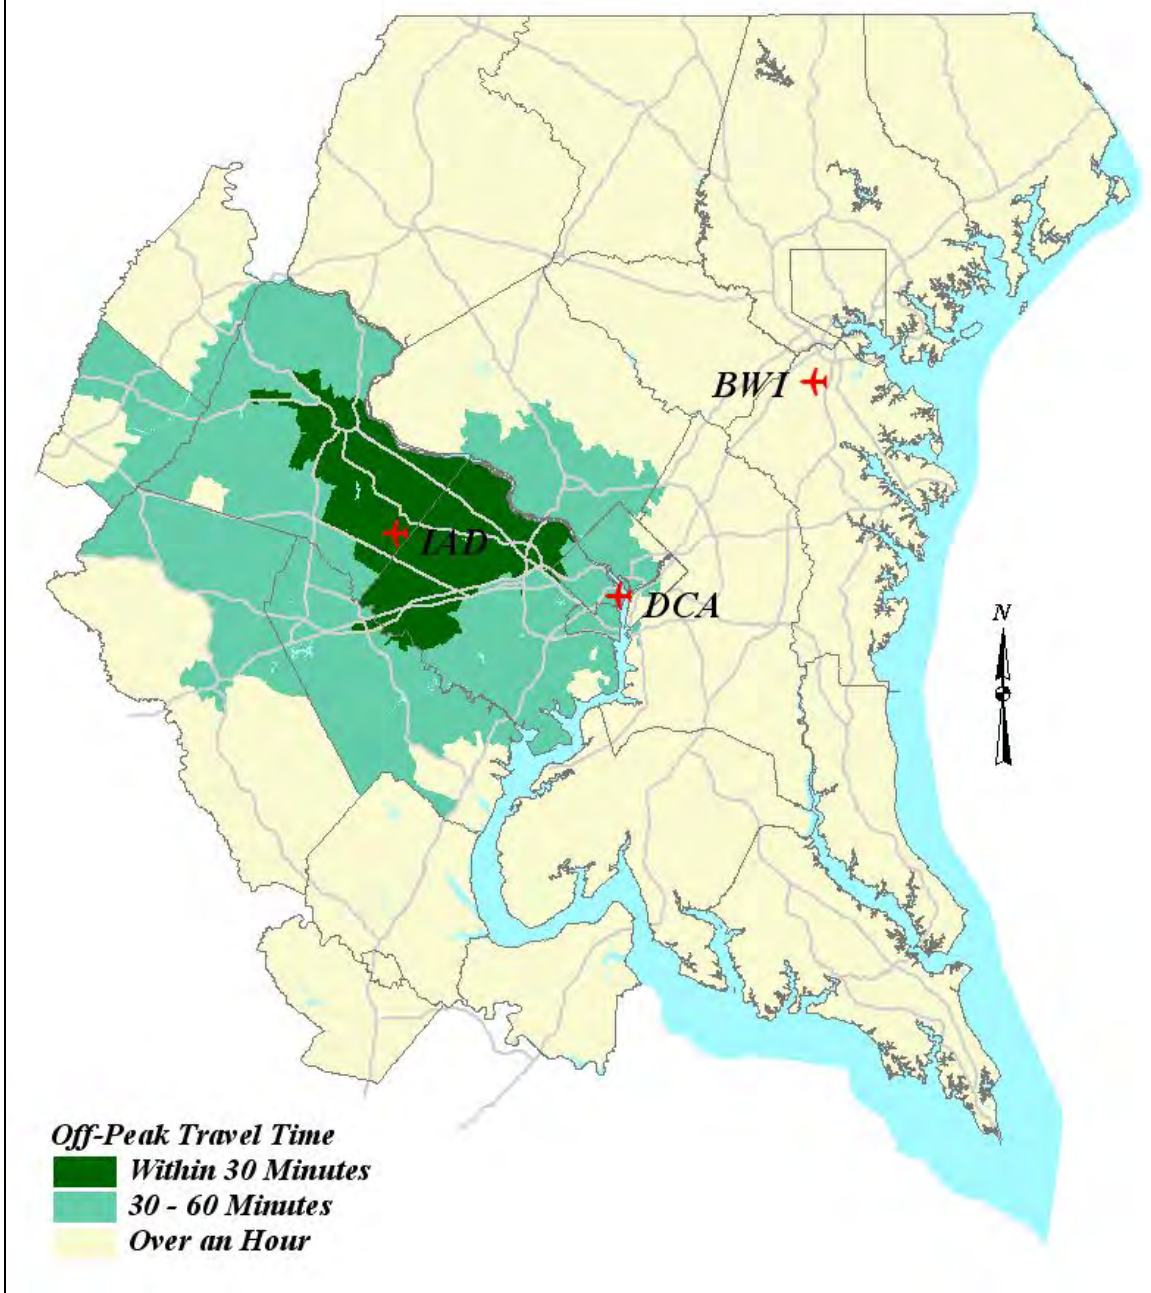 BWI
IAD
DCA
N
Off-Peak Travel Time
Within 30 Minutes
30 - 60 Minutes
Over an Hour